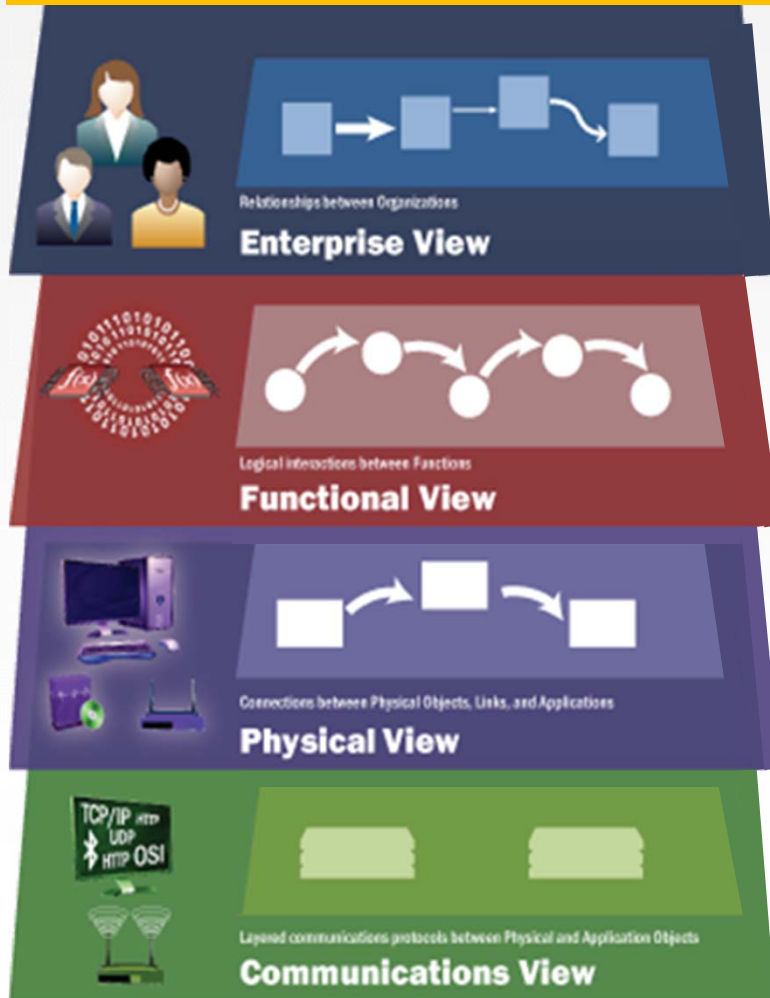 Relationships between Organizations
Enterprise View
f(x)
f(x)
Logical interactions between Functions
Functional View
Connections between Physical Objects, Links, and Applications
Physical View
TCP/IP HTTP
UDP
HTTP OSI
Layered communications protocols between Physical and Application Objects
Communications View